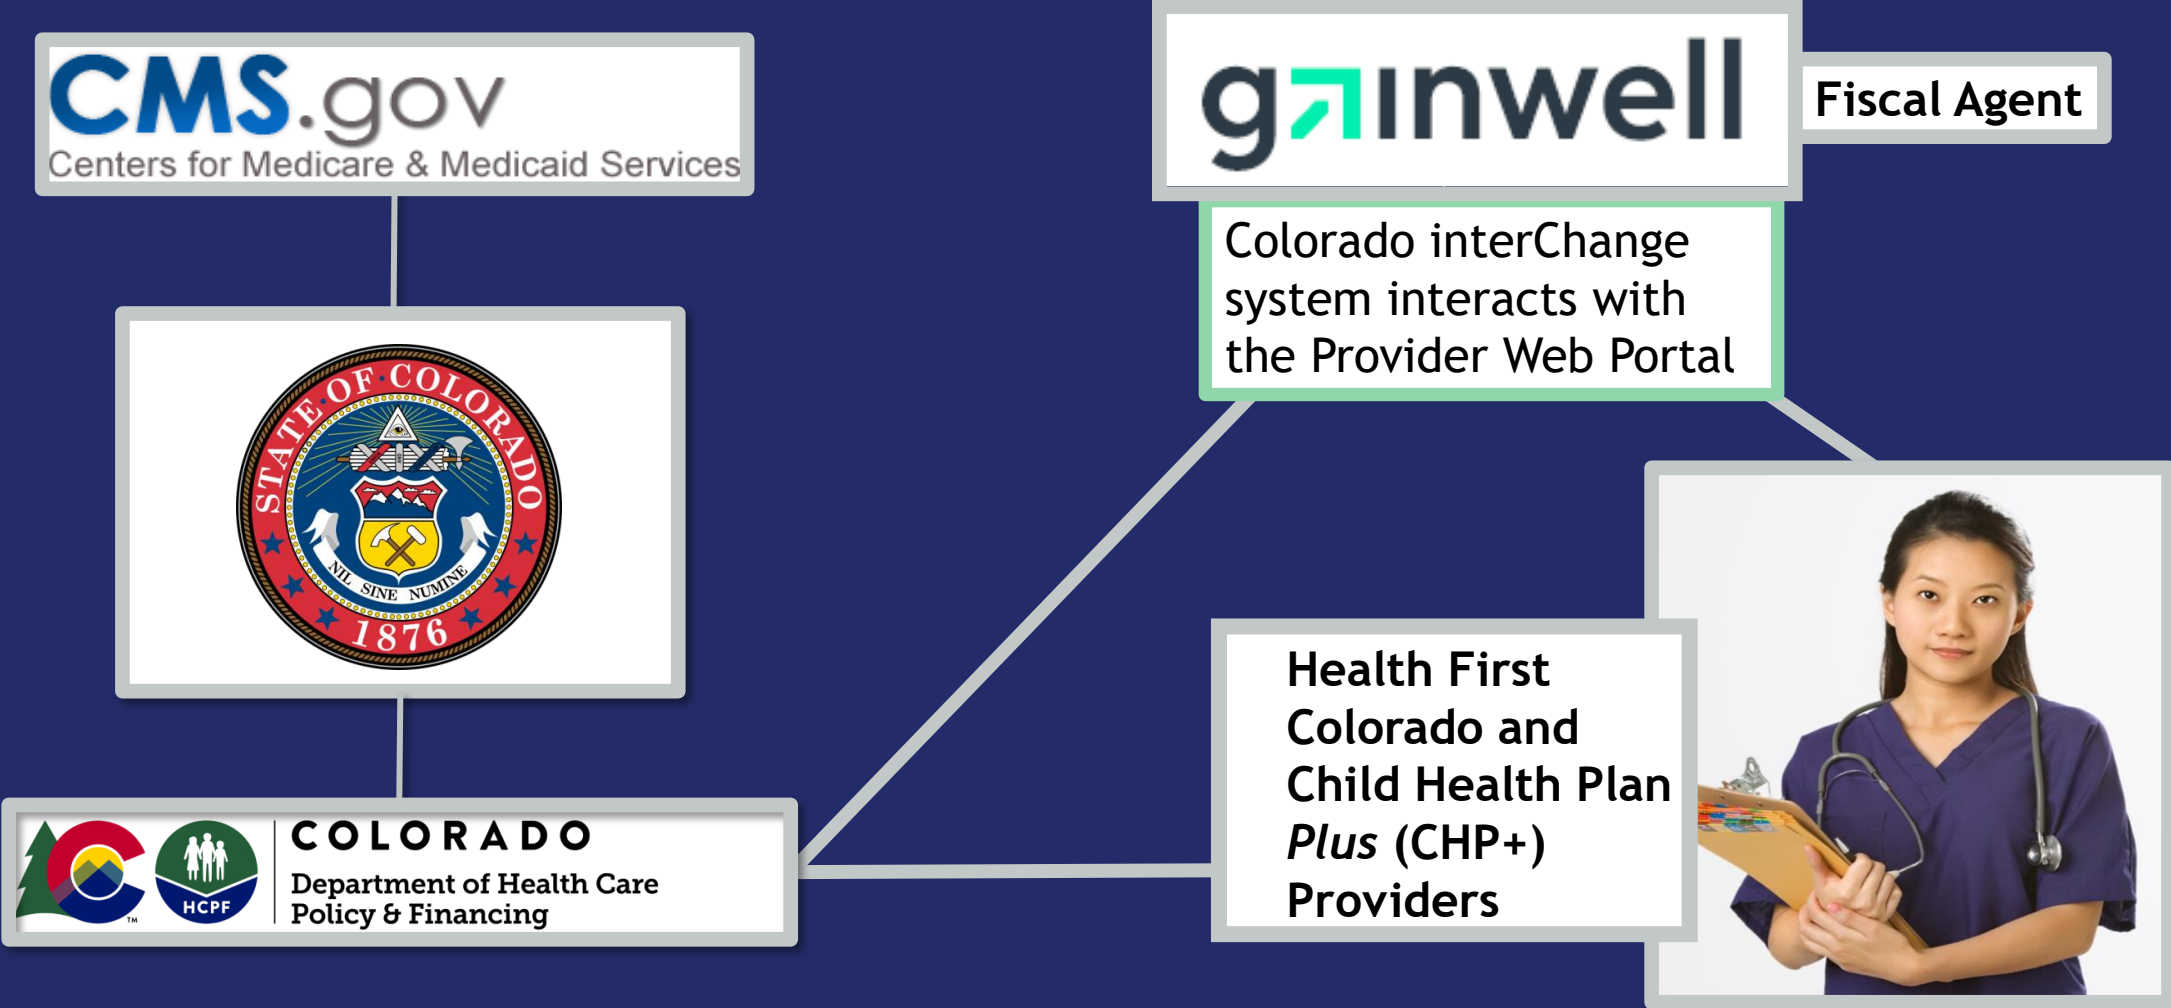 CMS.gov
Centers for Medicare & Medicaid Services
gainwell
Fiscal Agent
Colorado interChange
system interacts with
the Provider Web Portal
STATE OF COLORADO
NIL SINE NUMINE
1876
COLORADO
Department of Health Care
Policy & Financing
HCPF
TM
Health First
Colorado and
Child Health Plan
Plus (CHP+)
Providers